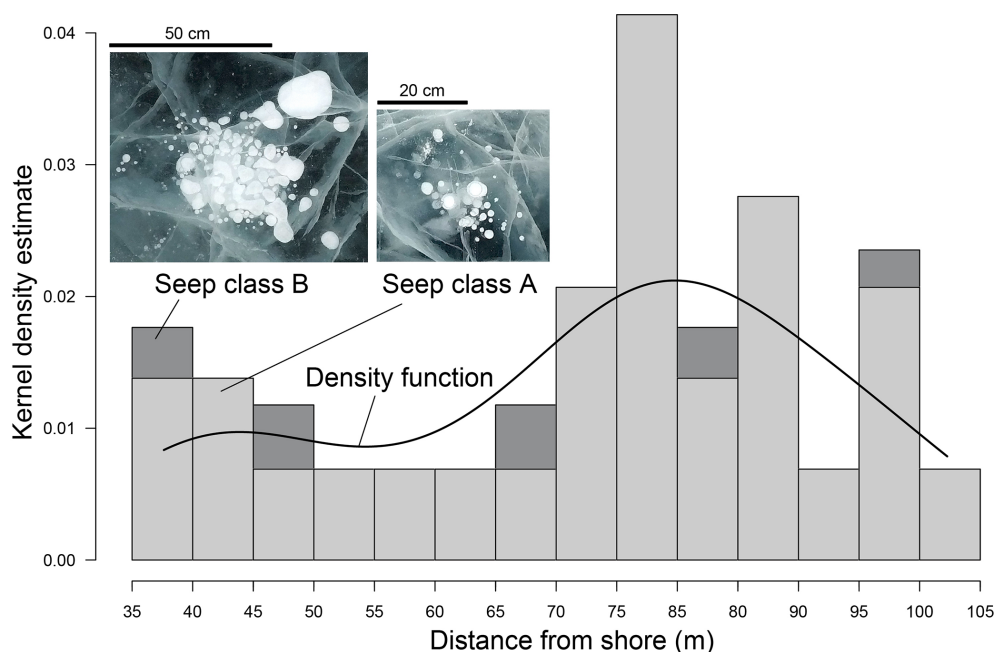 0.04
0.03
0.02
0.01
0.00
Kernel density estimate
50 cm
20 cm
Seep class B
Seep class A
Density function
35 40 45 50 55 60 65 70 75 85 80 90 95 100 105
Distance from shore (m)